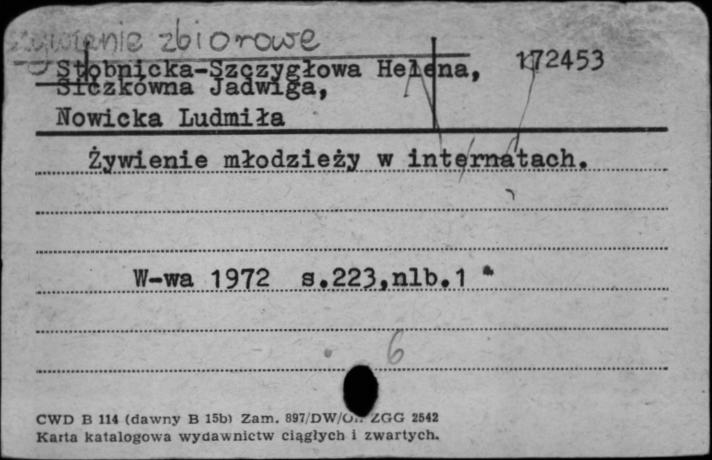 żywienie zbiorowe
Stobnicka-Szczygłowa Helena, 172453
Siczkówna Jadwiga,
Nowicka Ludmiła
Żywienie młodzieży w internatach.
W-wa 1972 s.223,nlb.1
6
CWD B 114 (dawny B 15b) Zam. 897/DW/ ZGG 2542
Karta katalogowa wydawnictw ciągłych i zwartych.